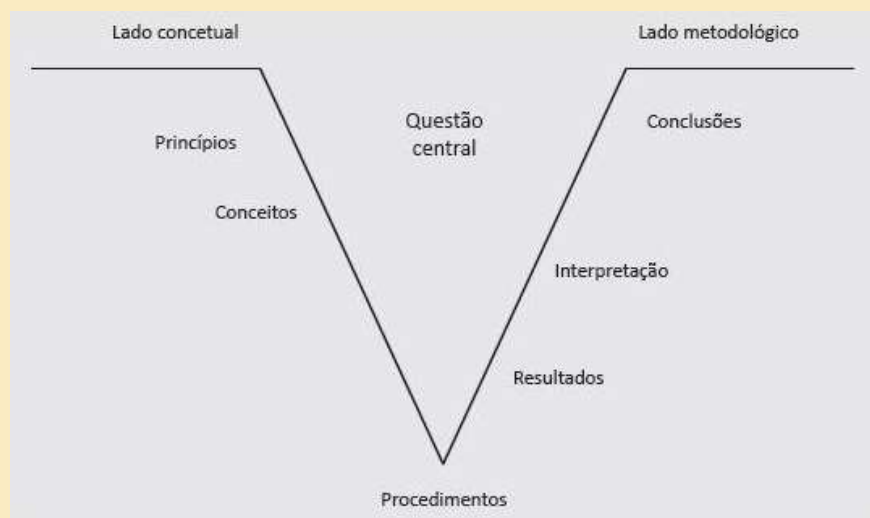 Lado concetual
Lado metodológico
Princípios
Conceitos
Questão
central
Conclusões
Interpretação
Resultados
Procedimentos